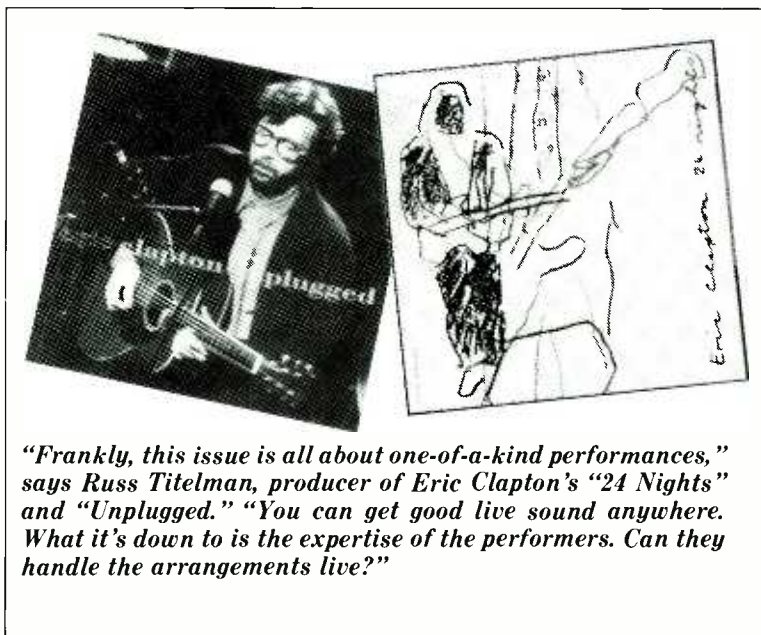 clapton
plugged
Eric Clapton 24 nights
"Frankly, this issue is all about one-of-a-kind performances,"
says Russ Titelman, producer of Eric Clapton's "24 Nights"
and "Unplugged." "You can get good live sound anywhere.
What it's down to is the expertise of the performers. Can they
handle the arrangements live?"